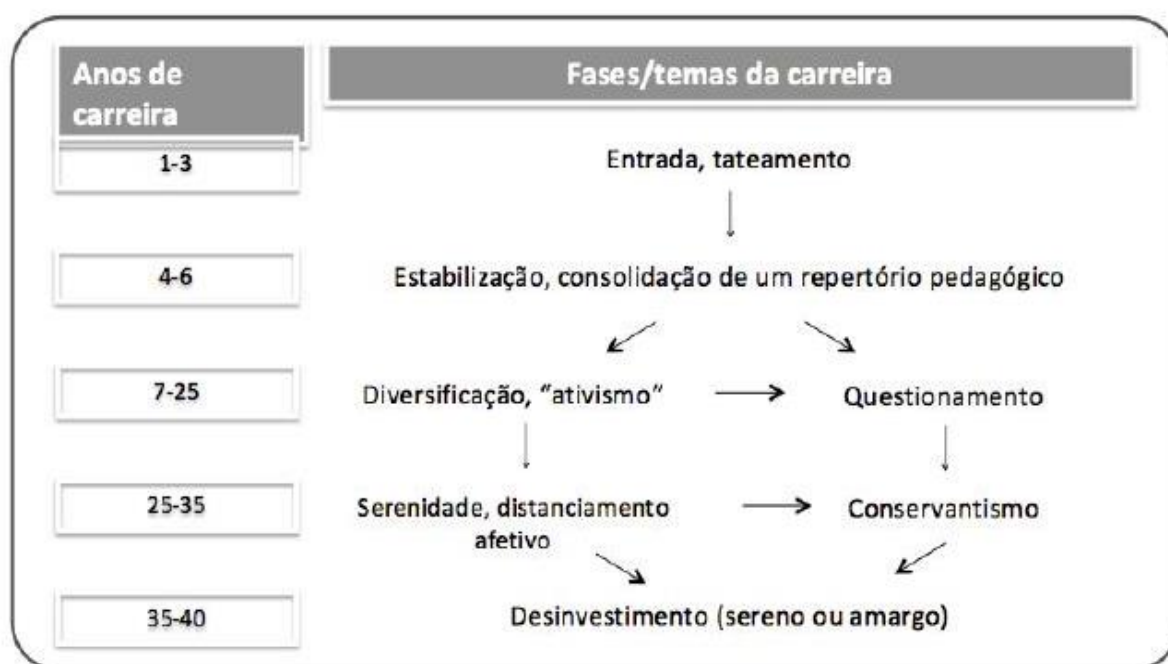 Anos de
carreira
Fases/temas da carreira
1-3
Entrada, tateamento
4-6
Estabilização, consolidação de um repertório pedagógico
7-25
Diversificação, “ativismo”
Questionamento
25-35
Serenidade, distanciamento
afetivo
Conservantismo
35-40
Desinvestimento (sereno ou amargo)